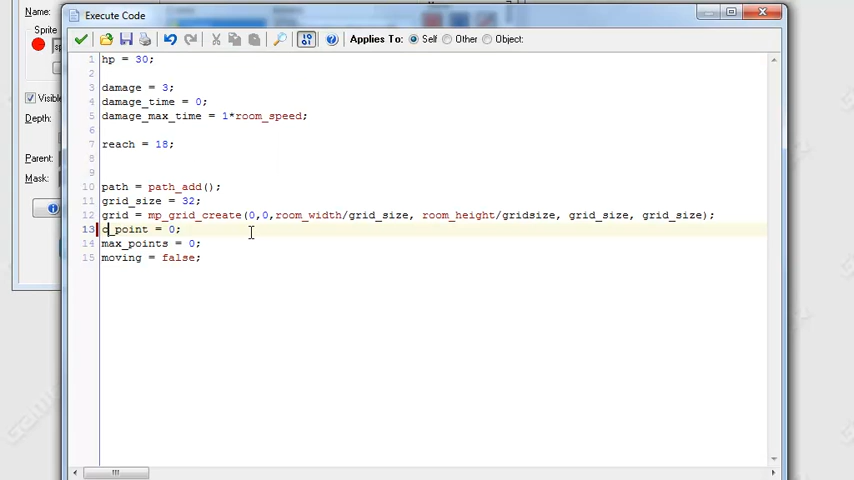 Name:
Sprite
Visible
Depth:
Parent:
Mask:
Execute Code
Applies To: Self Other Object:
1 hp = 30;
2
3 damage = 3;
4 damage_time = 0;
5 damage_max_time = 1*room_speed;
6
7 reach = 18;
8
9
10 path = path_add();
11 grid_size = 32;
12 grid = mp_grid_create(0,0,room_width/grid_size, room_height/gridsize, grid_size, grid_size);
13 c_point = 0;
14 max_points = 0;
15 moving = false;